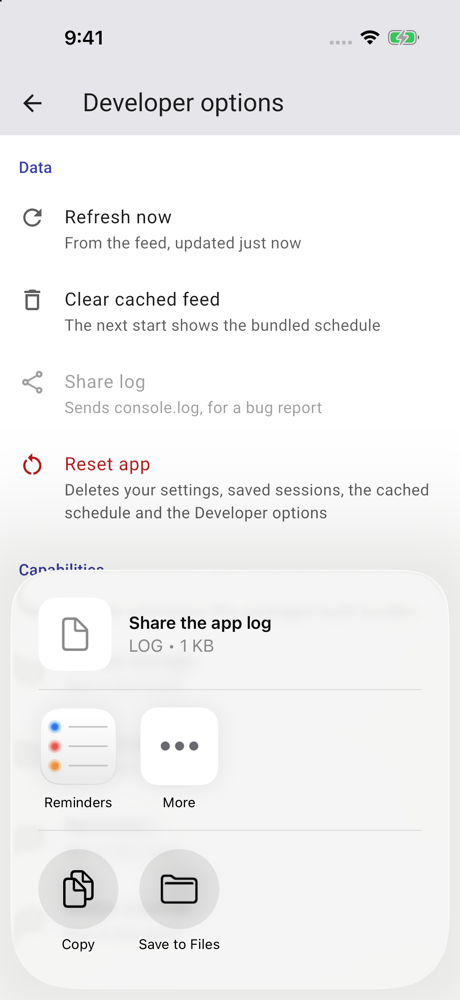 9:41
Developer options
Data
Refresh now
From the feed, updated just now
Clear cached feed
The next start shows the bundled schedule
Share log
Sends console.log, for a bug report
Reset app
Deletes your settings, saved sessions, the cached
schedule and the Developer options
Capabilities
Share the app log
LOG • 1 KB
Reminders
More
Copy
Save to Files